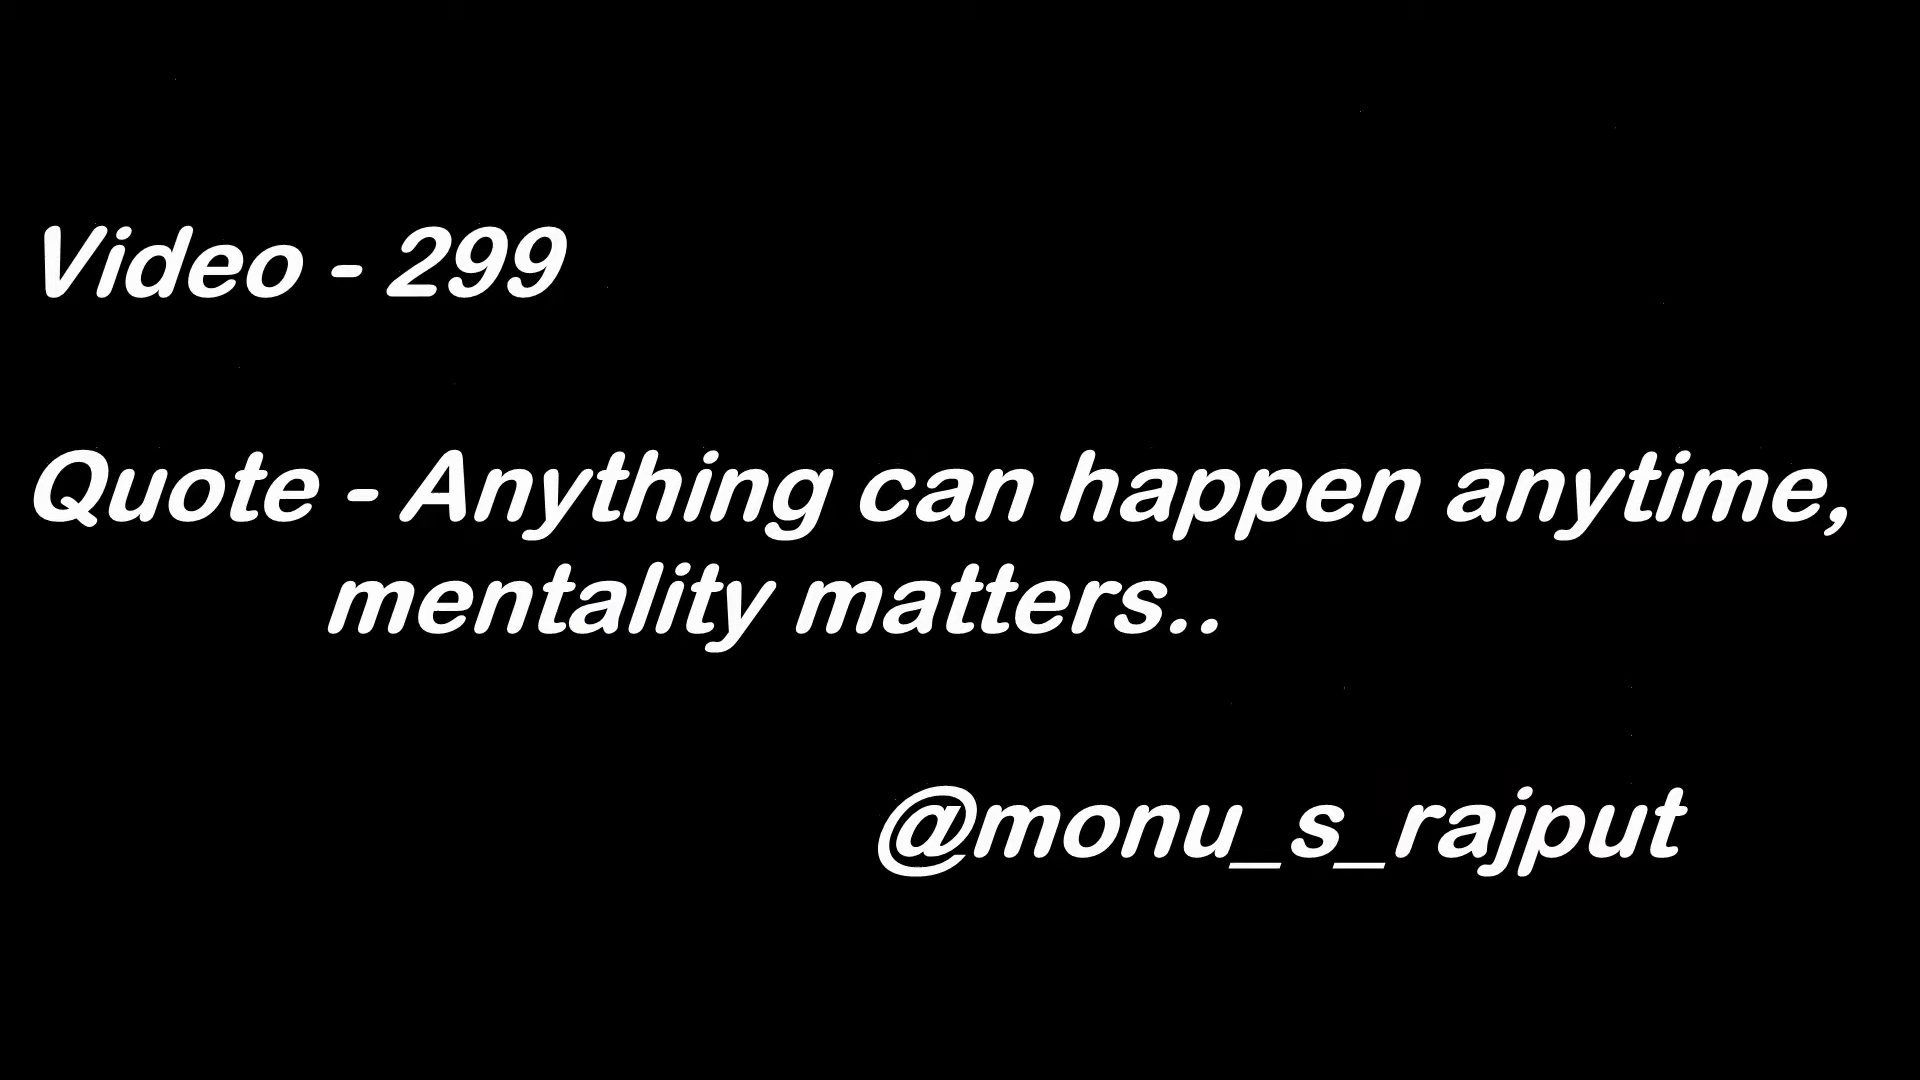 Video - 299
Quote - Anything can happen anytime,
mentality matters..
@monu_s_rajput